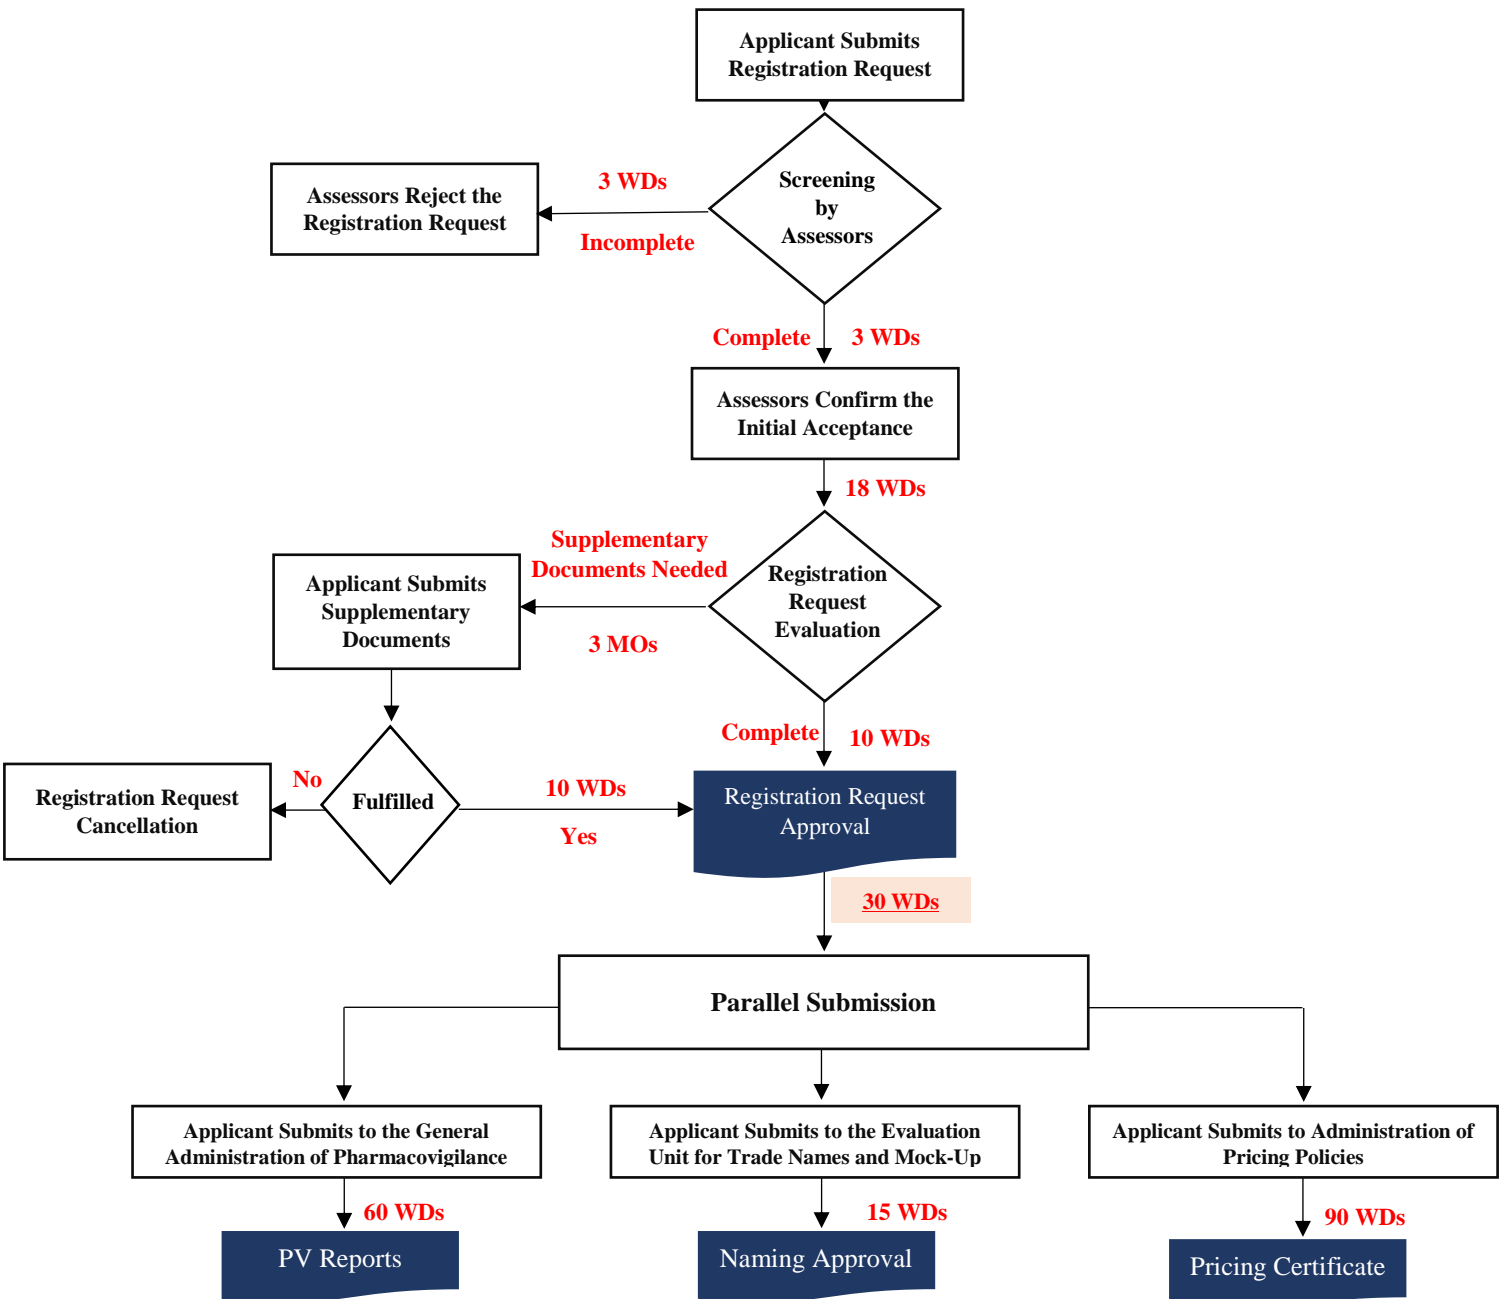 Applicant Submits
Registration Request
Screening
by
Assessors
3 WDs
Incomplete
Assessors Reject the
Registration Request
Complete
3 WDs
Assessors Confirm the
Initial Acceptance
18 WDs
Registration
Request
Evaluation
Supplementary
Documents Needed
3 MOs
Applicant Submits
Supplementary
Documents
Complete
10 WDs
Fulfilled
No
Registration Request
Cancellation
10 WDs
Yes
Registration Request
Approval
30 WDs
Parallel Submission
Applicant Submits to the General
Administration of Pharmacovigilance
Applicant Submits to the Evaluation
Unit for Trade Names and Mock-Up
Applicant Submits to Administration of
Pricing Policies
60 WDs
15 WDs
90 WDs
PV Reports
Naming Approval
Pricing Certificate